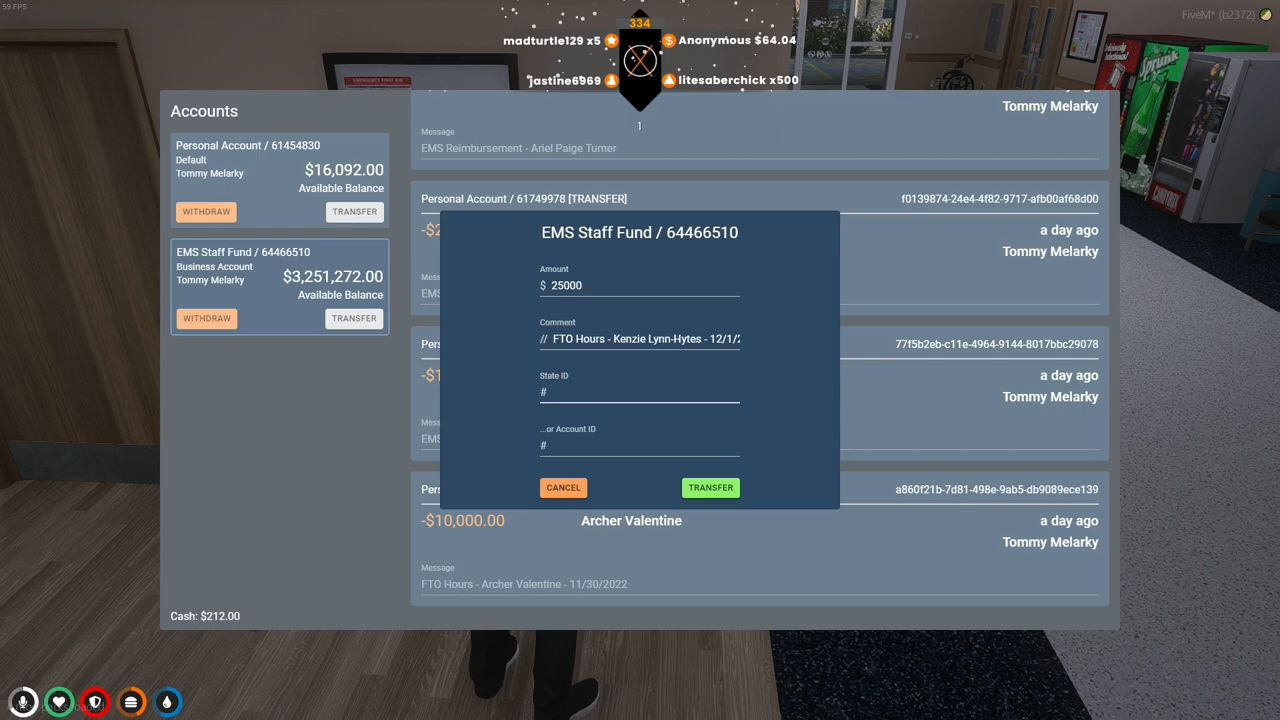 59 FPS
FiveM* (b2372)
334
madturtle129 x5
Anonymous $64.04
jastine6969
litesaberchick x500
1
Accounts
Personal Account / 61454830
Default
Tommy Melarky
$16,092.00
Available Balance
WITHDRAW
TRANSFER
EMS Staff Fund / 64466510
Business Account
Tommy Melarky
$3,251,272.00
Available Balance
WITHDRAW
TRANSFER
Cash: $212.00
Tommy Melarky
Message
EMS Reimbursement - Ariel Paige Turner
Personal Account / 61749978 [TRANSFER]
f0139874-24e4-4f82-9717-afb00af68d00
a day ago
Tommy Melarky
77f5b2eb-c11e-4964-9144-8017bbc29078
a day ago
Tommy Melarky
a860f21b-7d81-498e-9ab5-db9089ece139
-$10,000.00
Archer Valentine
a day ago
Tommy Melarky
Message
FTO Hours - Archer Valentine - 11/30/2022
EMS Staff Fund / 64466510
Amount
$ 25000
Comment
// FTO Hours - Kenzie Lynn-Hytes - 12/1/2
State ID
#
...or Account ID
#
CANCEL
TRANSFER
Sprunk